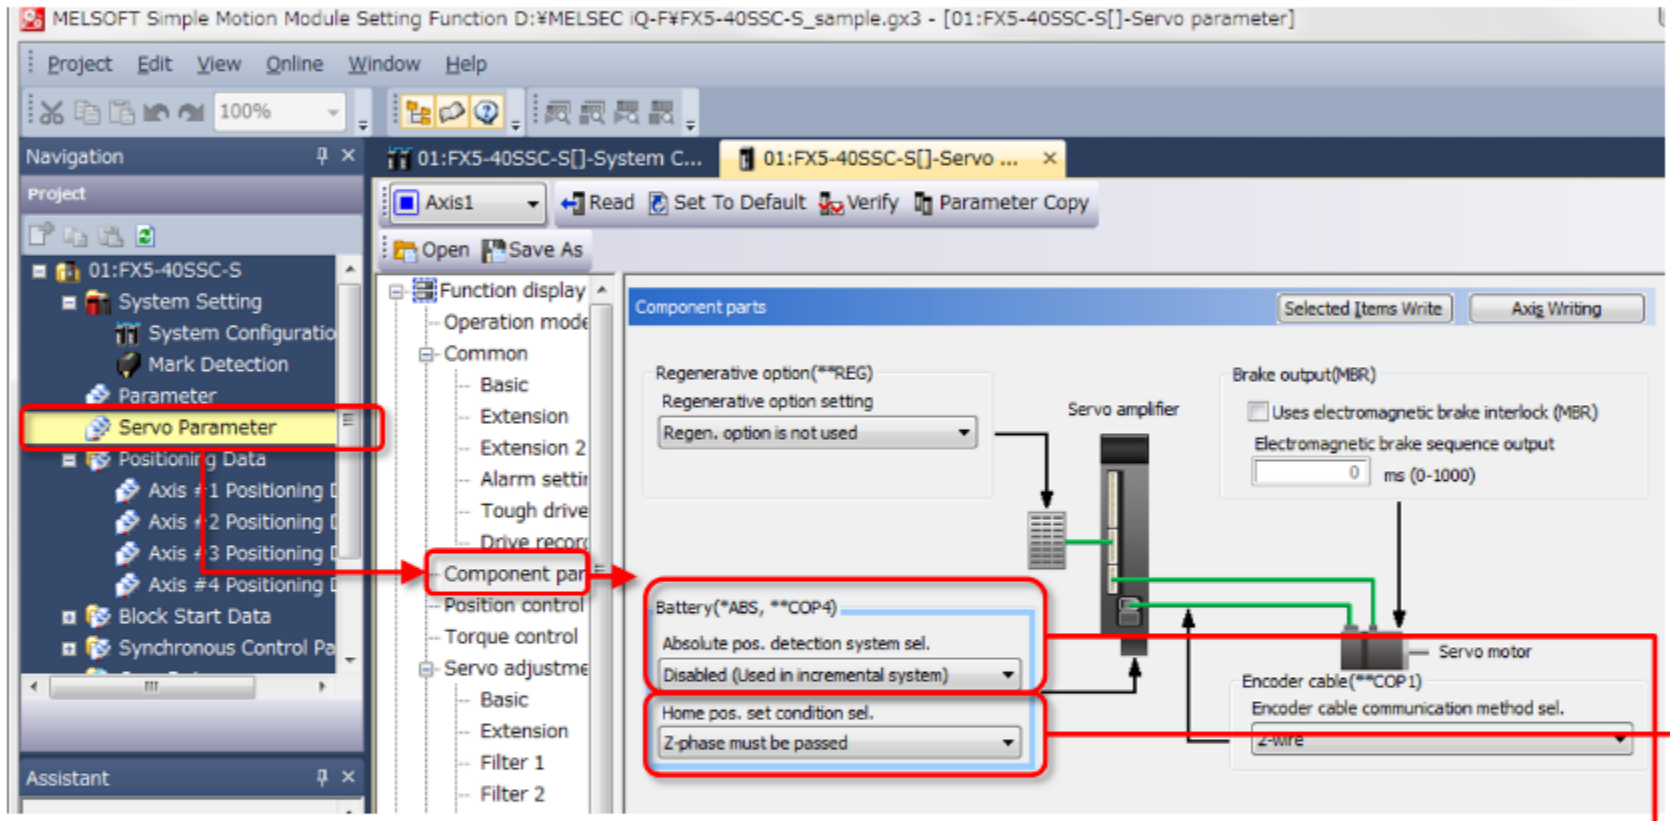 MELSOFT Simple Motion Module Setting Function D:¥MELSEC iQ-F¥FX5-40SSC-S_sample.gx3 - [01:FX5-40SSC-S[]-Servo parameter]
Project Edit View Online Window Help
100%
Navigation
01:FX5-40SSC-S[]-System C...
01:FX5-40SSC-S[]-Servo ...
Project
Axis1
Read
Set To Default
Verify
Parameter Copy
Open
Save As
01:FX5-40SSC-S
System Setting
System Configuratio
Mark Detection
Parameter
Servo Parameter
Positioning Data
Axis #1 Positioning D
Axis #2 Positioning D
Axis #3 Positioning D
Axis #4 Positioning D
Block Start Data
Synchronous Control Pa
Assistant
Function display
Operation mode
Common
Basic
Extension
Extension 2
Alarm settin
Tough drive
Drive record
Component par
Position control
Torque control
Servo adjustme
Basic
Extension
Filter 1
Filter 2
Component parts
Selected Items Write
Axis Writing
Regenerative option(**REG)
Regenerative option setting
Regen. option is not used
Servo amplifier
Brake output(MBR)
Uses electromagnetic brake interlock (MBR)
Electromagnetic brake sequence output
0 ms (0-1000)
Battery(*ABS, **COP4)
Absolute pos. detection system sel.
Disabled (Used in incremental system)
Home pos. set condition sel.
Z-phase must be passed
Servo motor
Encoder cable(**COP1)
Encoder cable communication method sel.
2-wire